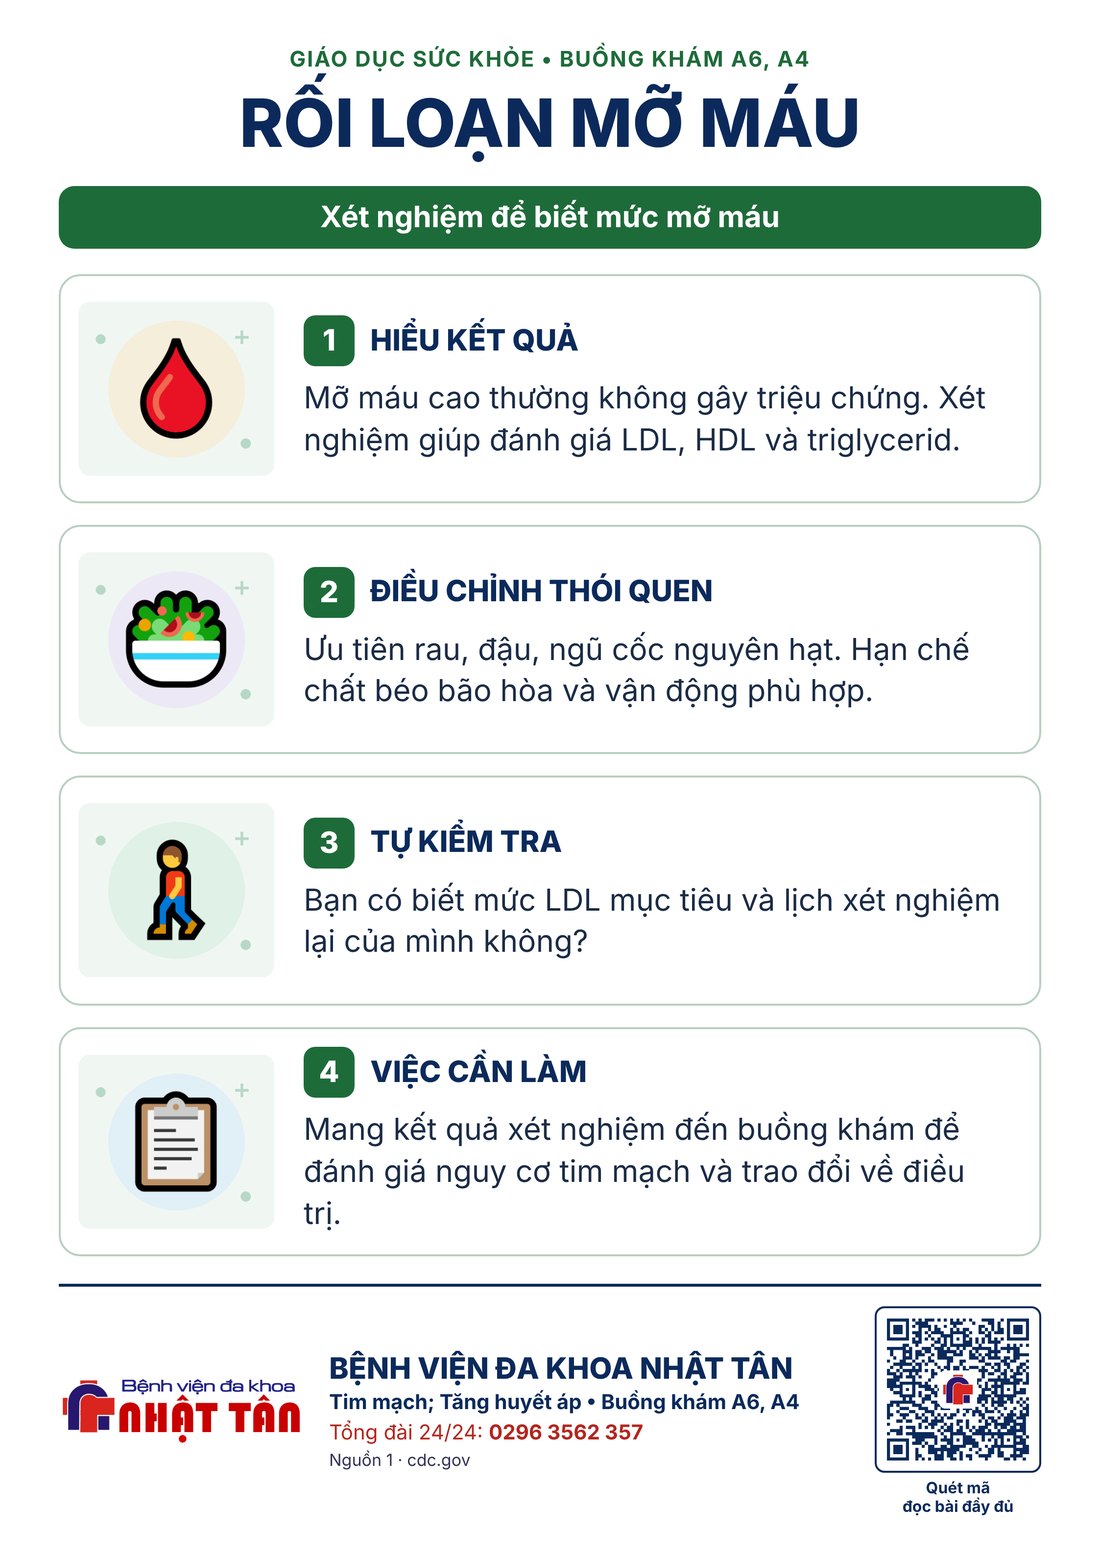 GIÁO DỤC SỨC KHỎE • BUỒNG KHÁM A6, A4
RỐI LOẠN MỠ MÁU
Xét nghiệm để biết mức mỡ máu
1 HIỂU KẾT QUẢ
Mỡ máu cao thường không gây triệu chứng. Xét
nghiệm giúp đánh giá LDL, HDL và triglycerid.
2 ĐIỀU CHỈNH THÓI QUEN
Ưu tiên rau, đậu, ngũ cốc nguyên hạt. Hạn chế
chất béo bão hòa và vận động phù hợp.
3 TỰ KIỂM TRA
Bạn có biết mức LDL mục tiêu và lịch xét nghiệm
lại của mình không?
4 VIỆC CẦN LÀM
Mang kết quả xét nghiệm đến buồng khám để
đánh giá nguy cơ tim mạch và trao đổi về điều
trị.
Bệnh viện đa khoa
NHẬT TÂN
BỆNH VIỆN ĐA KHOA NHẬT TÂN
Tim mạch; Tăng huyết áp • Buồng khám A6, A4
Tổng đài 24/24: 0296 3562 357
Nguồn 1 · cdc.gov
Quét mã
đọc bài đầy đủ